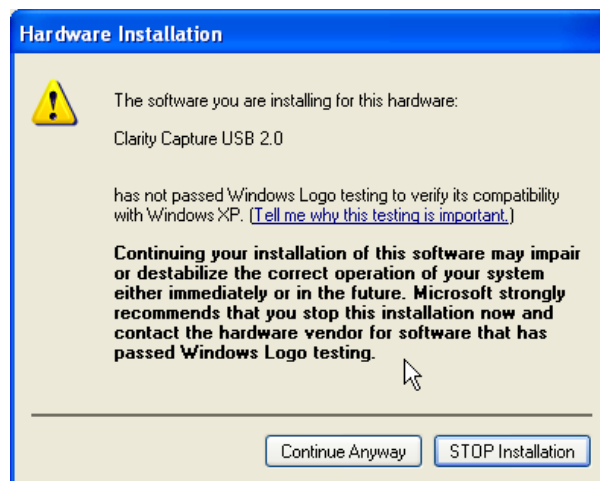 Hardware Installation
The software you are installing for this hardware:
Clarity Capture USB 2.0
has not passed Windows Logo testing to verify its compatibility
with Windows XP. (Tell me why this testing is important.)
Continuing your installation of this software may impair
or destabilize the correct operation of your system
either immediately or in the future. Microsoft strongly
recommends that you stop this installation now and
contact the hardware vendor for software that has
passed Windows Logo testing.
Continue Anyway
STOP Installation